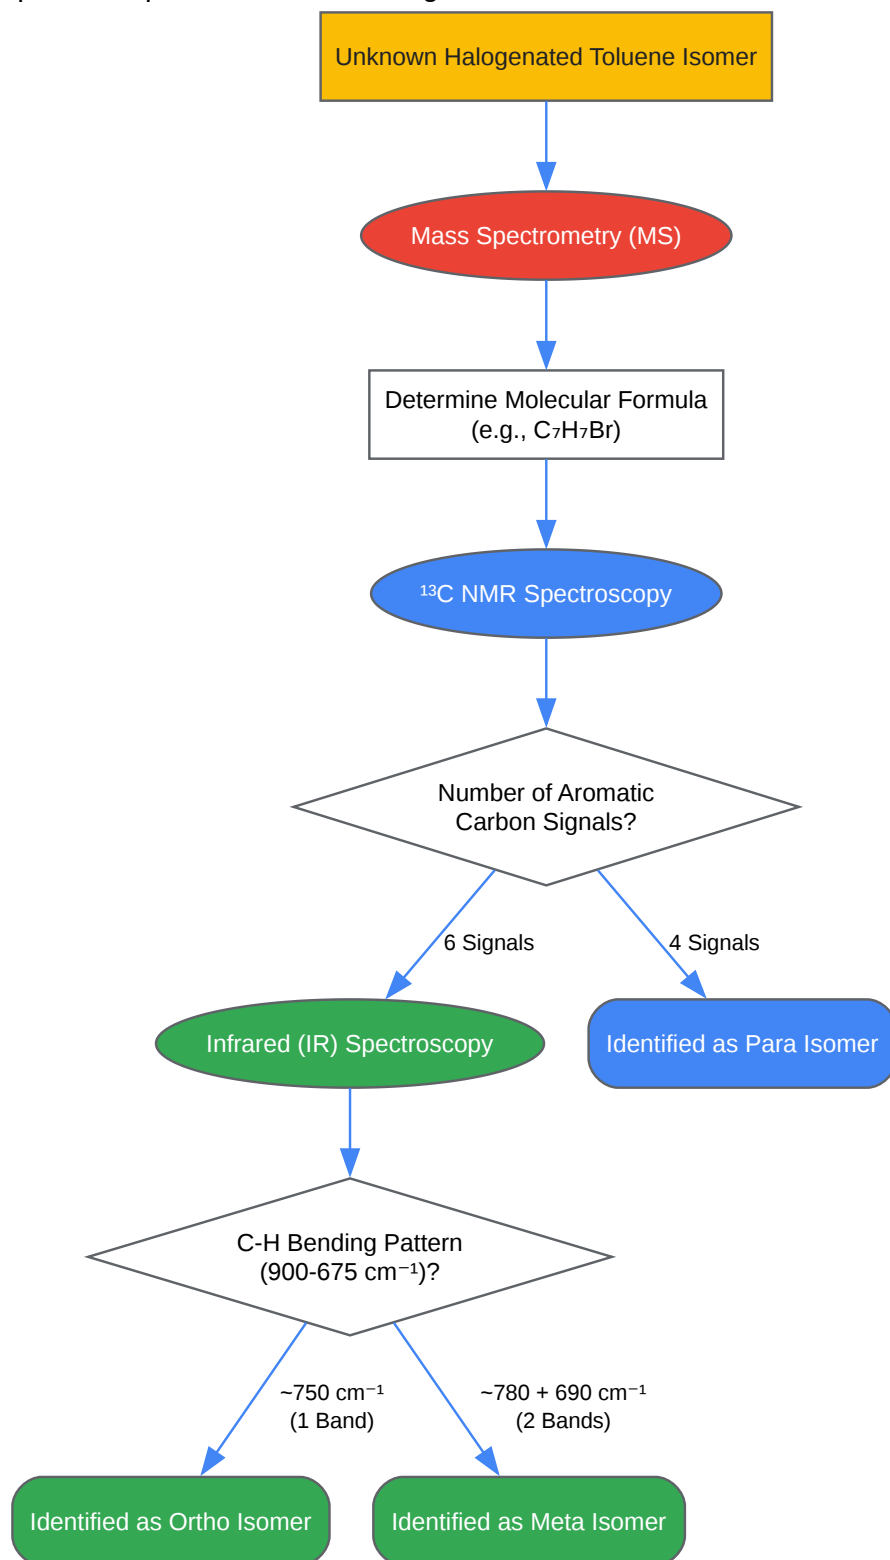 Unknown Halogenated Toluene Isomer
Mass Spectrometry (MS)
Determine Molecular Formula
(e.g., C₇H₇Br)
¹³C NMR Spectroscopy
Number of Aromatic
Carbon Signals?
6 Signals
4 Signals
Infrared (IR) Spectroscopy
Identified as Para Isomer
C-H Bending Pattern
(900-675 cm⁻¹)?
~750 cm⁻¹
(1 Band)
~780 + 690 cm⁻¹
(2 Bands)
Identified as Ortho Isomer
Identified as Meta Isomer